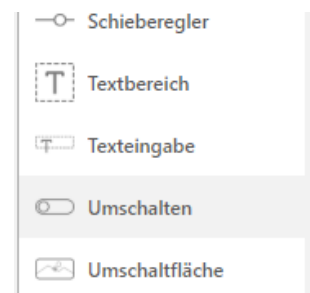 Schieberegler
Textbereich
Texteingabe
Umschalten
Umschaltfläche